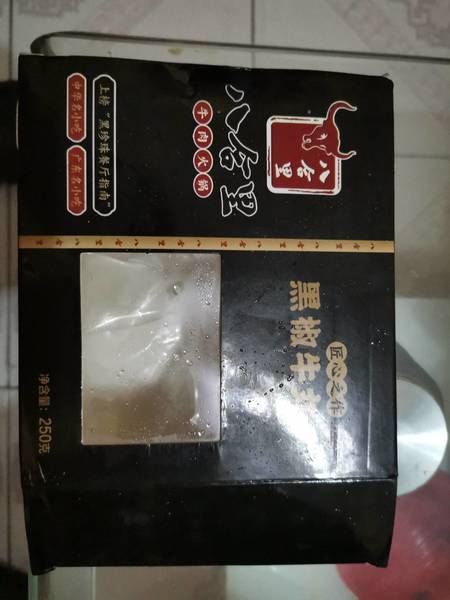 八合里
八合里
牛肉火锅
上榜“黑珍珠餐厅指南”
中华名小吃
广东名小吃
匠心之作
黑椒牛
净含量：250克